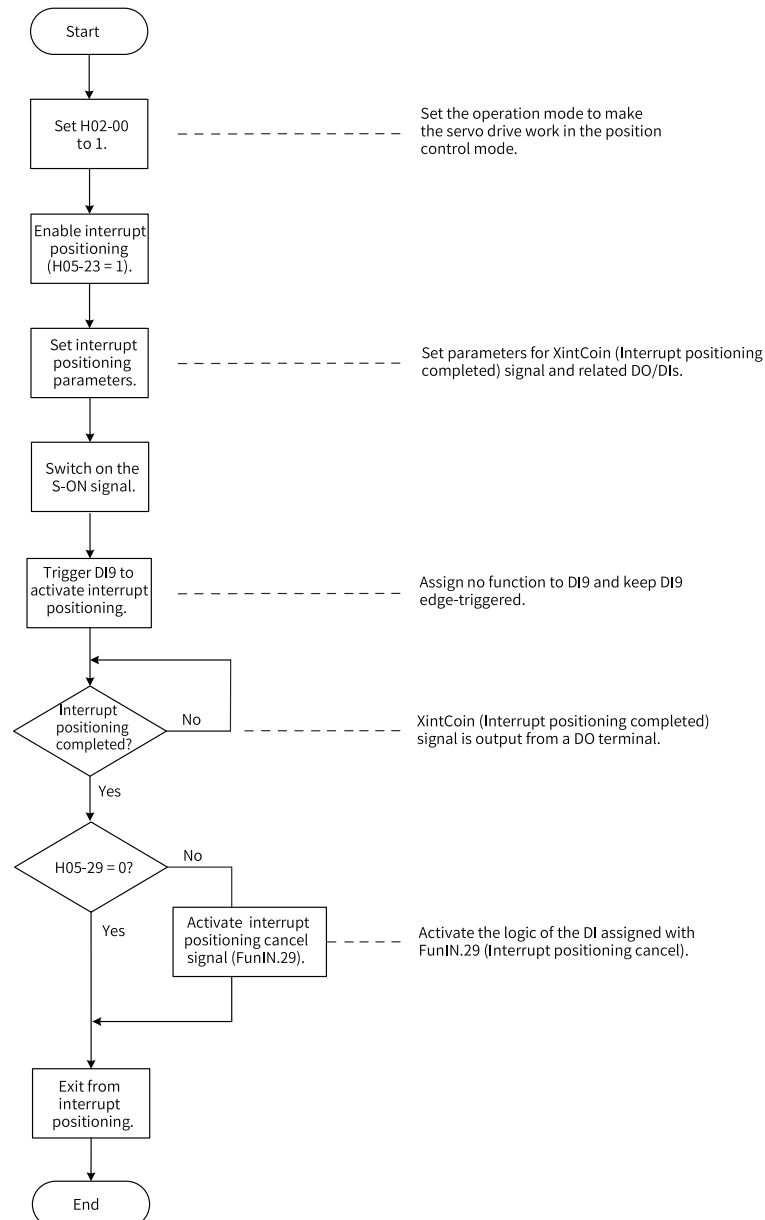 Start
Set H02-00
to 1.
Set the operation mode to make
the servo drive work in the position
control mode.
Enable interrupt
positioning
(H05-23 = 1).
Set interrupt
positioning
parameters.
Set parameters for XintCoin (Interrupt positioning
completed) signal and related DO/DIs.
Switch on the
S-ON signal.
Trigger DI9 to
activate interrupt
positioning.
Assign no function to DI9 and keep DI9
edge-triggered.
Interrupt
positioning
completed?
No
XintCoin (Interrupt positioning completed)
signal is output from a DO terminal.
Yes
H05-29 = 0?
No
Yes
Activate interrupt
positioning cancel
signal (FunIN.29).
Activate the logic of the DI assigned with
FunIN.29 (Interrupt positioning cancel).
Exit from
interrupt
positioning.
End